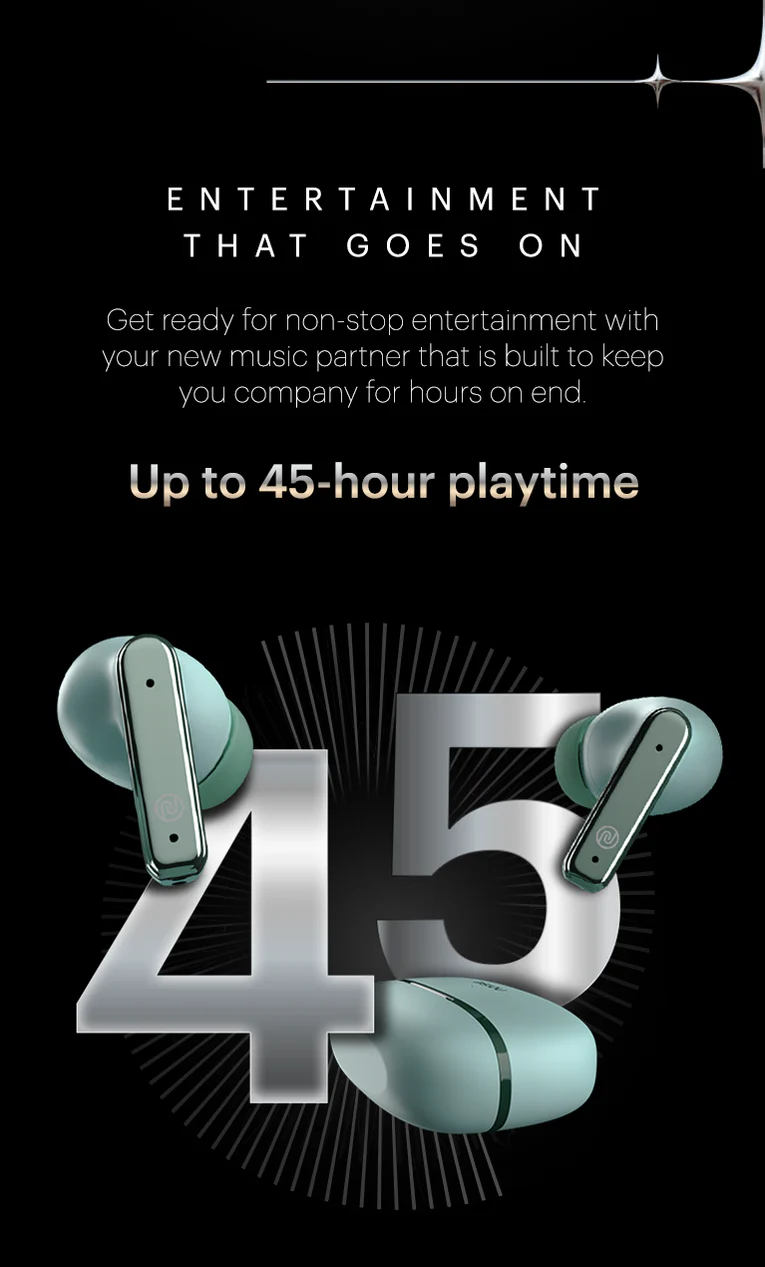 ENTERTAINMENT
THAT GOES ON
Get ready for non-stop entertainment with
your new music partner that is built to keep
you company for hours on end.
Up to 45-hour playtime
45